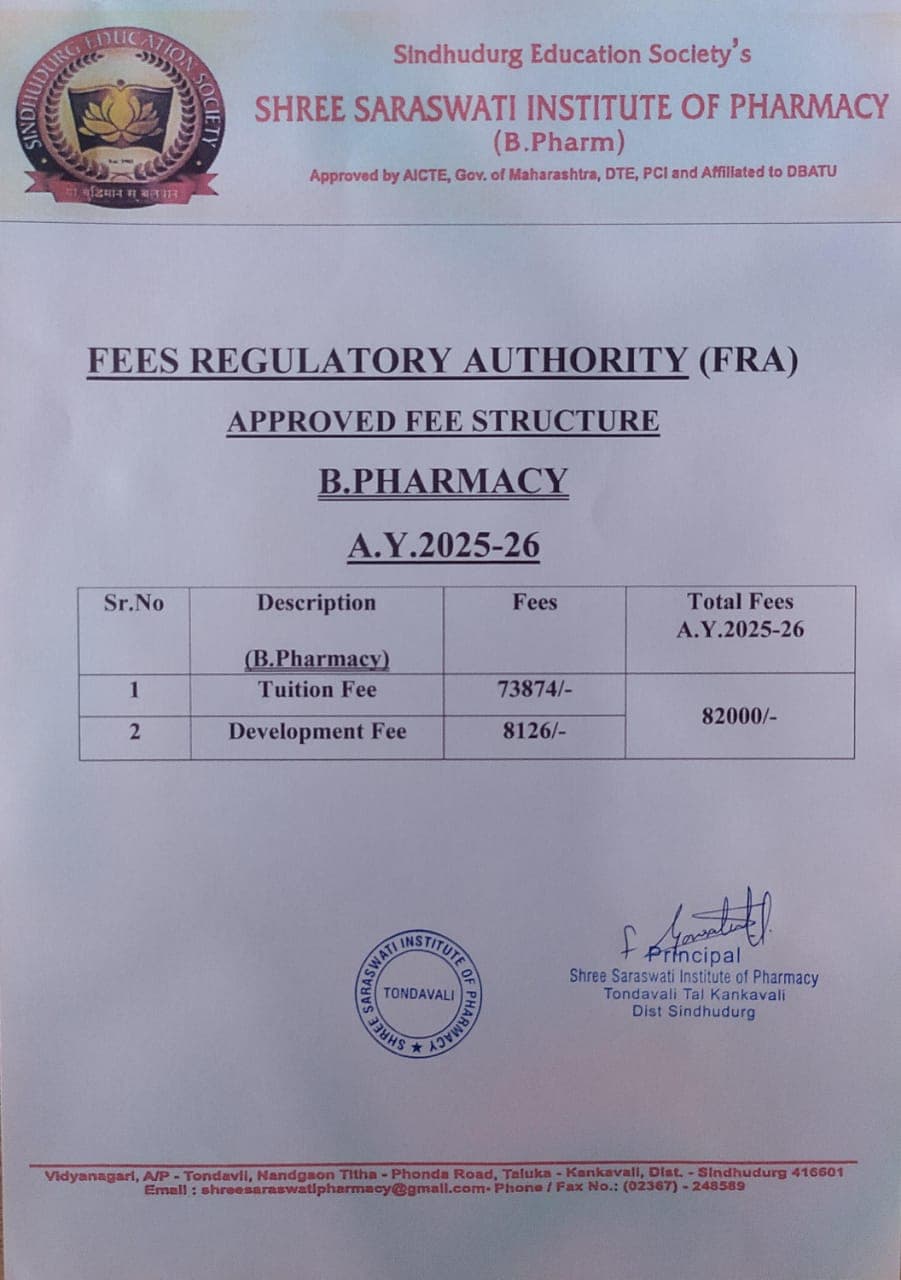 SINDHUDURG EDUCATION SOCIETY
Sindhudurg Education Society's
SHREE SARASWATI INSTITUTE OF PHARMACY
(B.Pharm)
Approved by AICTE, Gov. of Maharashtra, DTE, PCI and Affiliated to DBATU
बुद्धिमान स बलवान
FEES REGULATORY AUTHORITY (FRA)
APPROVED FEE STRUCTURE
B.PHARMACY
A.Y.2025-26
Sr.No Description Fees Total Fees
A.Y.2025-26
(B.Pharmacy)
1 Tuition Fee 73874/-
82000/-
2 Development Fee 8126/-
SHREE SARASWATI INSTITUTE OF PHARMACY ★
TONDAVALI
Principal
Shree Saraswati Institute of Pharmacy
Tondavali Tal Kankavali
Dist Sindhudurg
Vidyanagari, A/P - Tondavli, Nandgaon Titha - Phonda Road, Taluka - Kankavali, Dist. - Sindhudurg 416601
Email : shreesaraswatipharmacy@gmail.com- Phone / Fax No.: (02367) - 248589